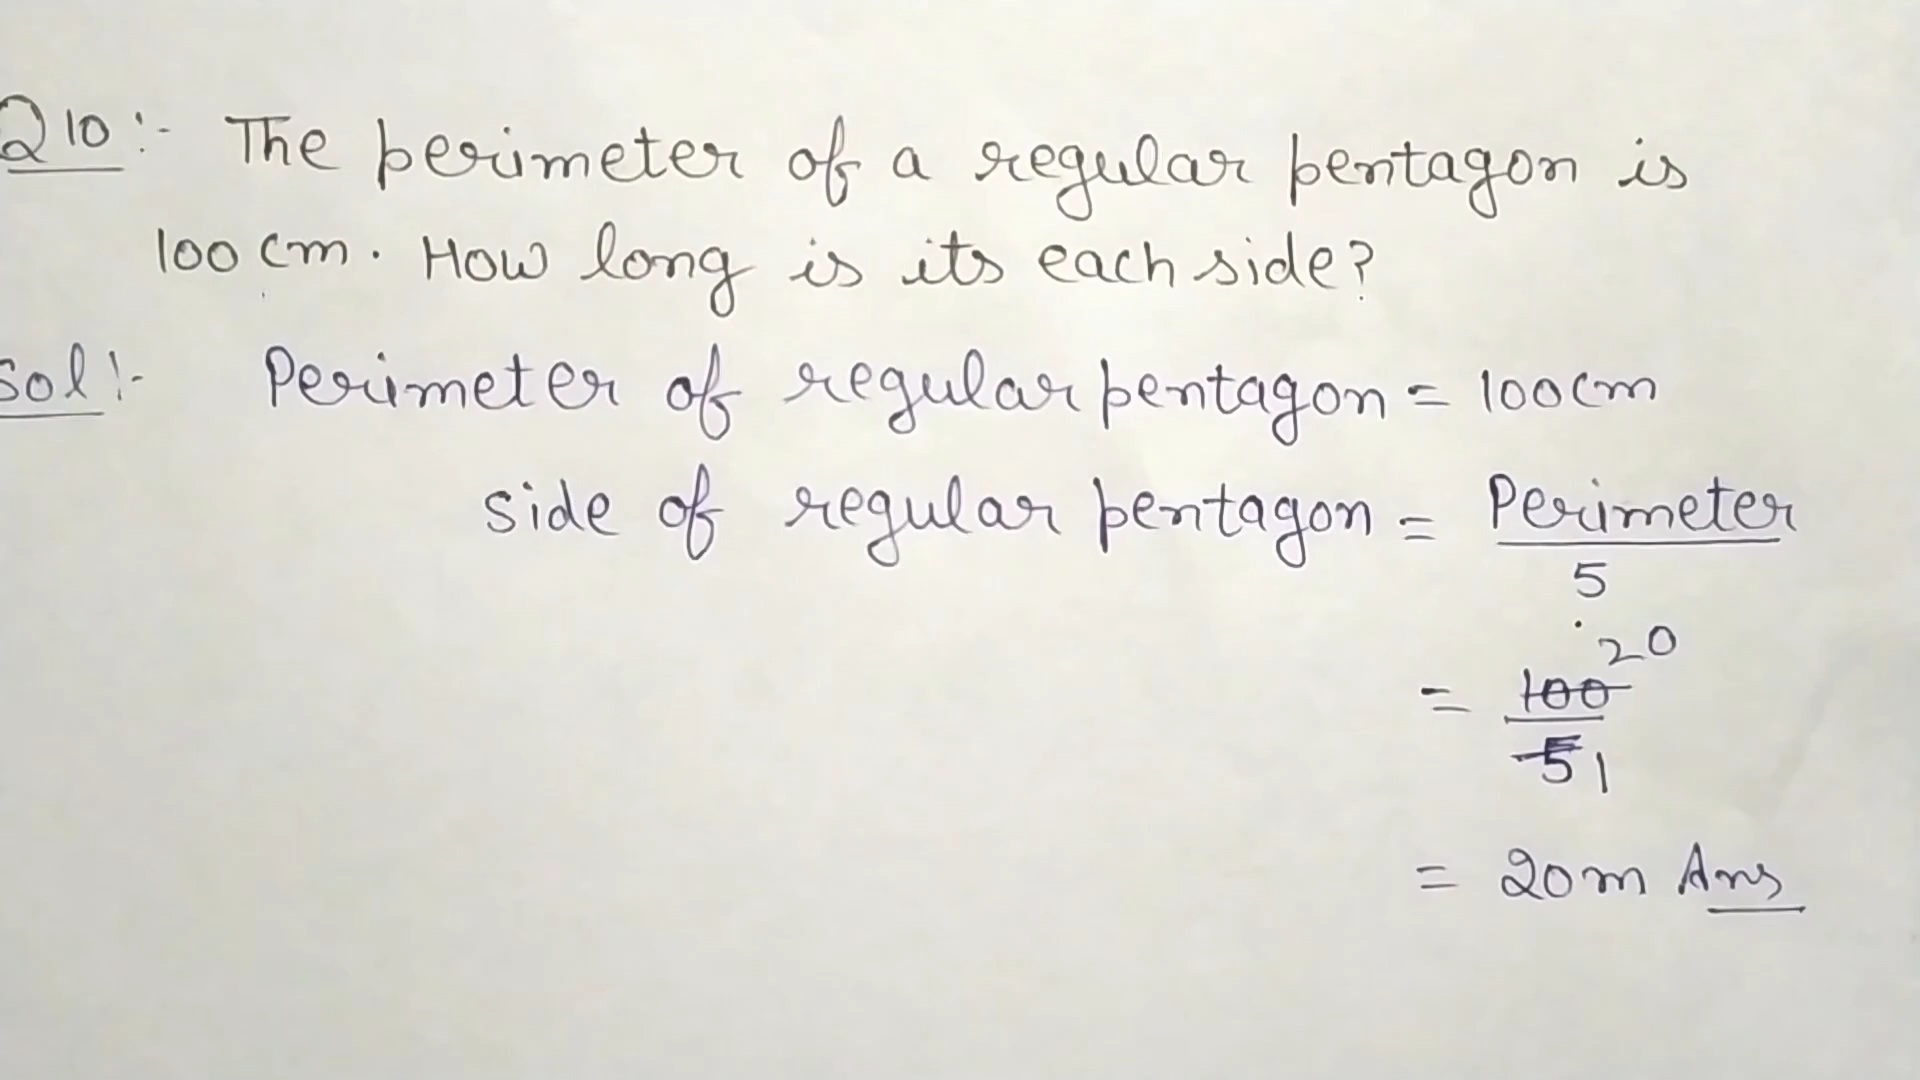 Q10:- The perimeter of a regular pentagon is
100 cm. How long is its each side?
Sol:- Perimeter of regular pentagon = 100cm
side of regular pentagon = Perimeter
5
20
= 100
5 1
= 20m Ans